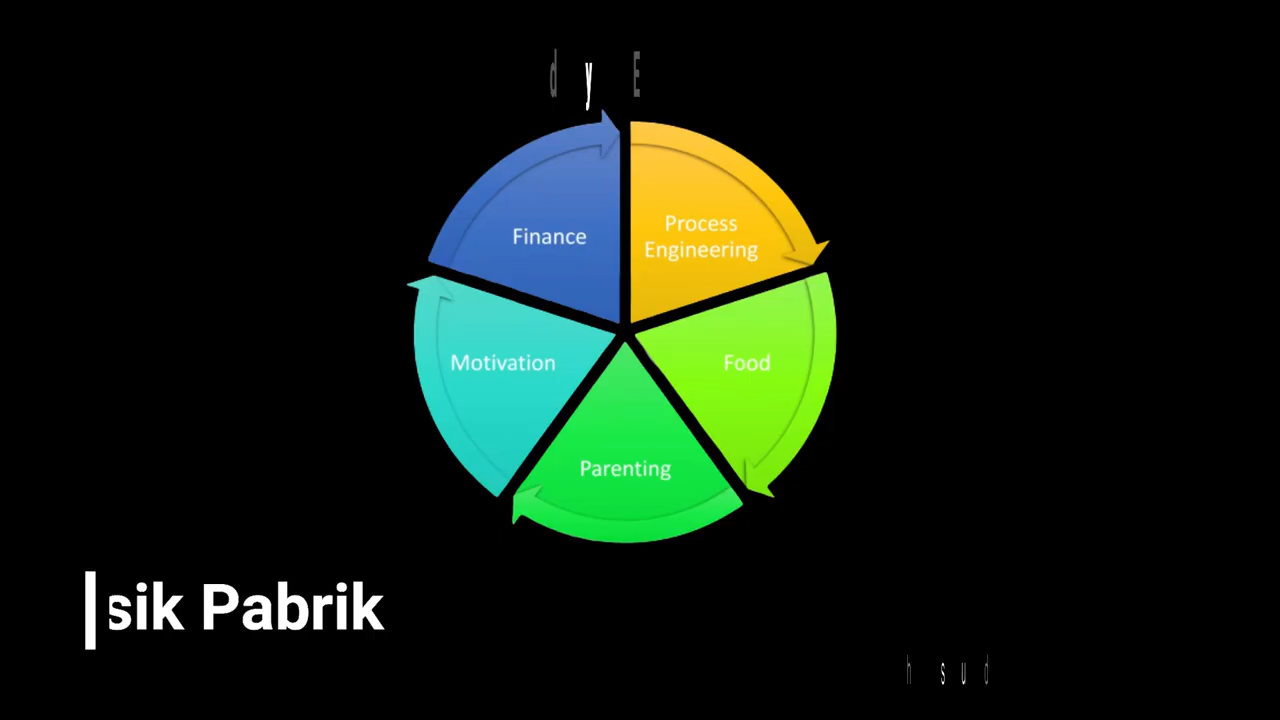 d y E
Finance
Process
Engineering
Motivation
Food
Parenting
sik Pabrik
h s u d